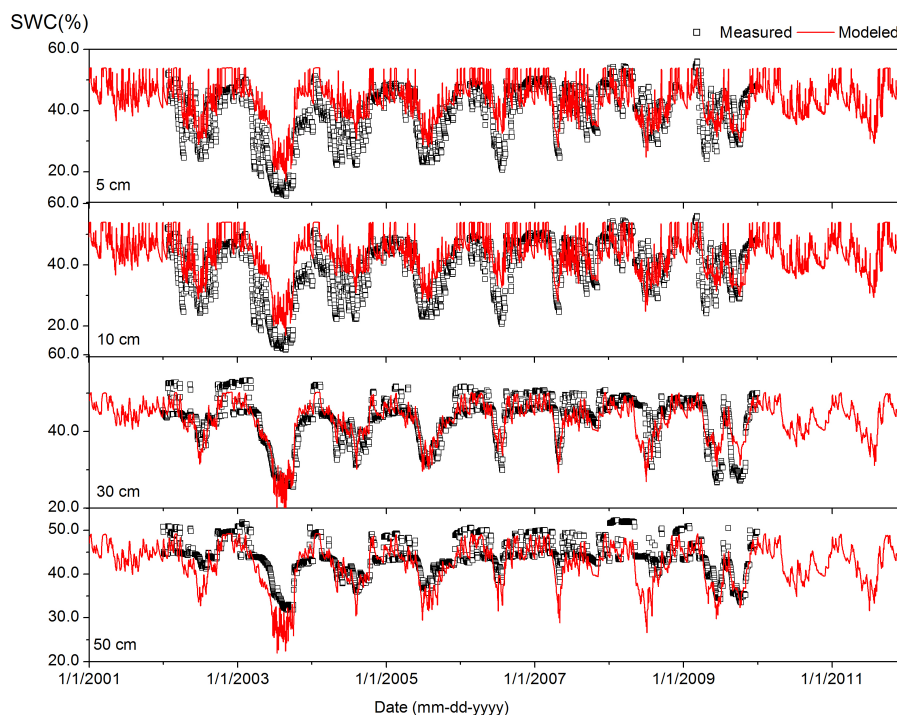 SWC(%)
Measured
Modeled
60.0
40.0
20.0
5 cm
60.0
40.0
20.0
10 cm
60.0
40.0
30 cm
20.0
50.0
40.0
30.0
50 cm
20.0
1/1/2001 1/1/2003 1/1/2005 1/1/2007 1/1/2009 1/1/2011
Date (mm-dd-yyyy)